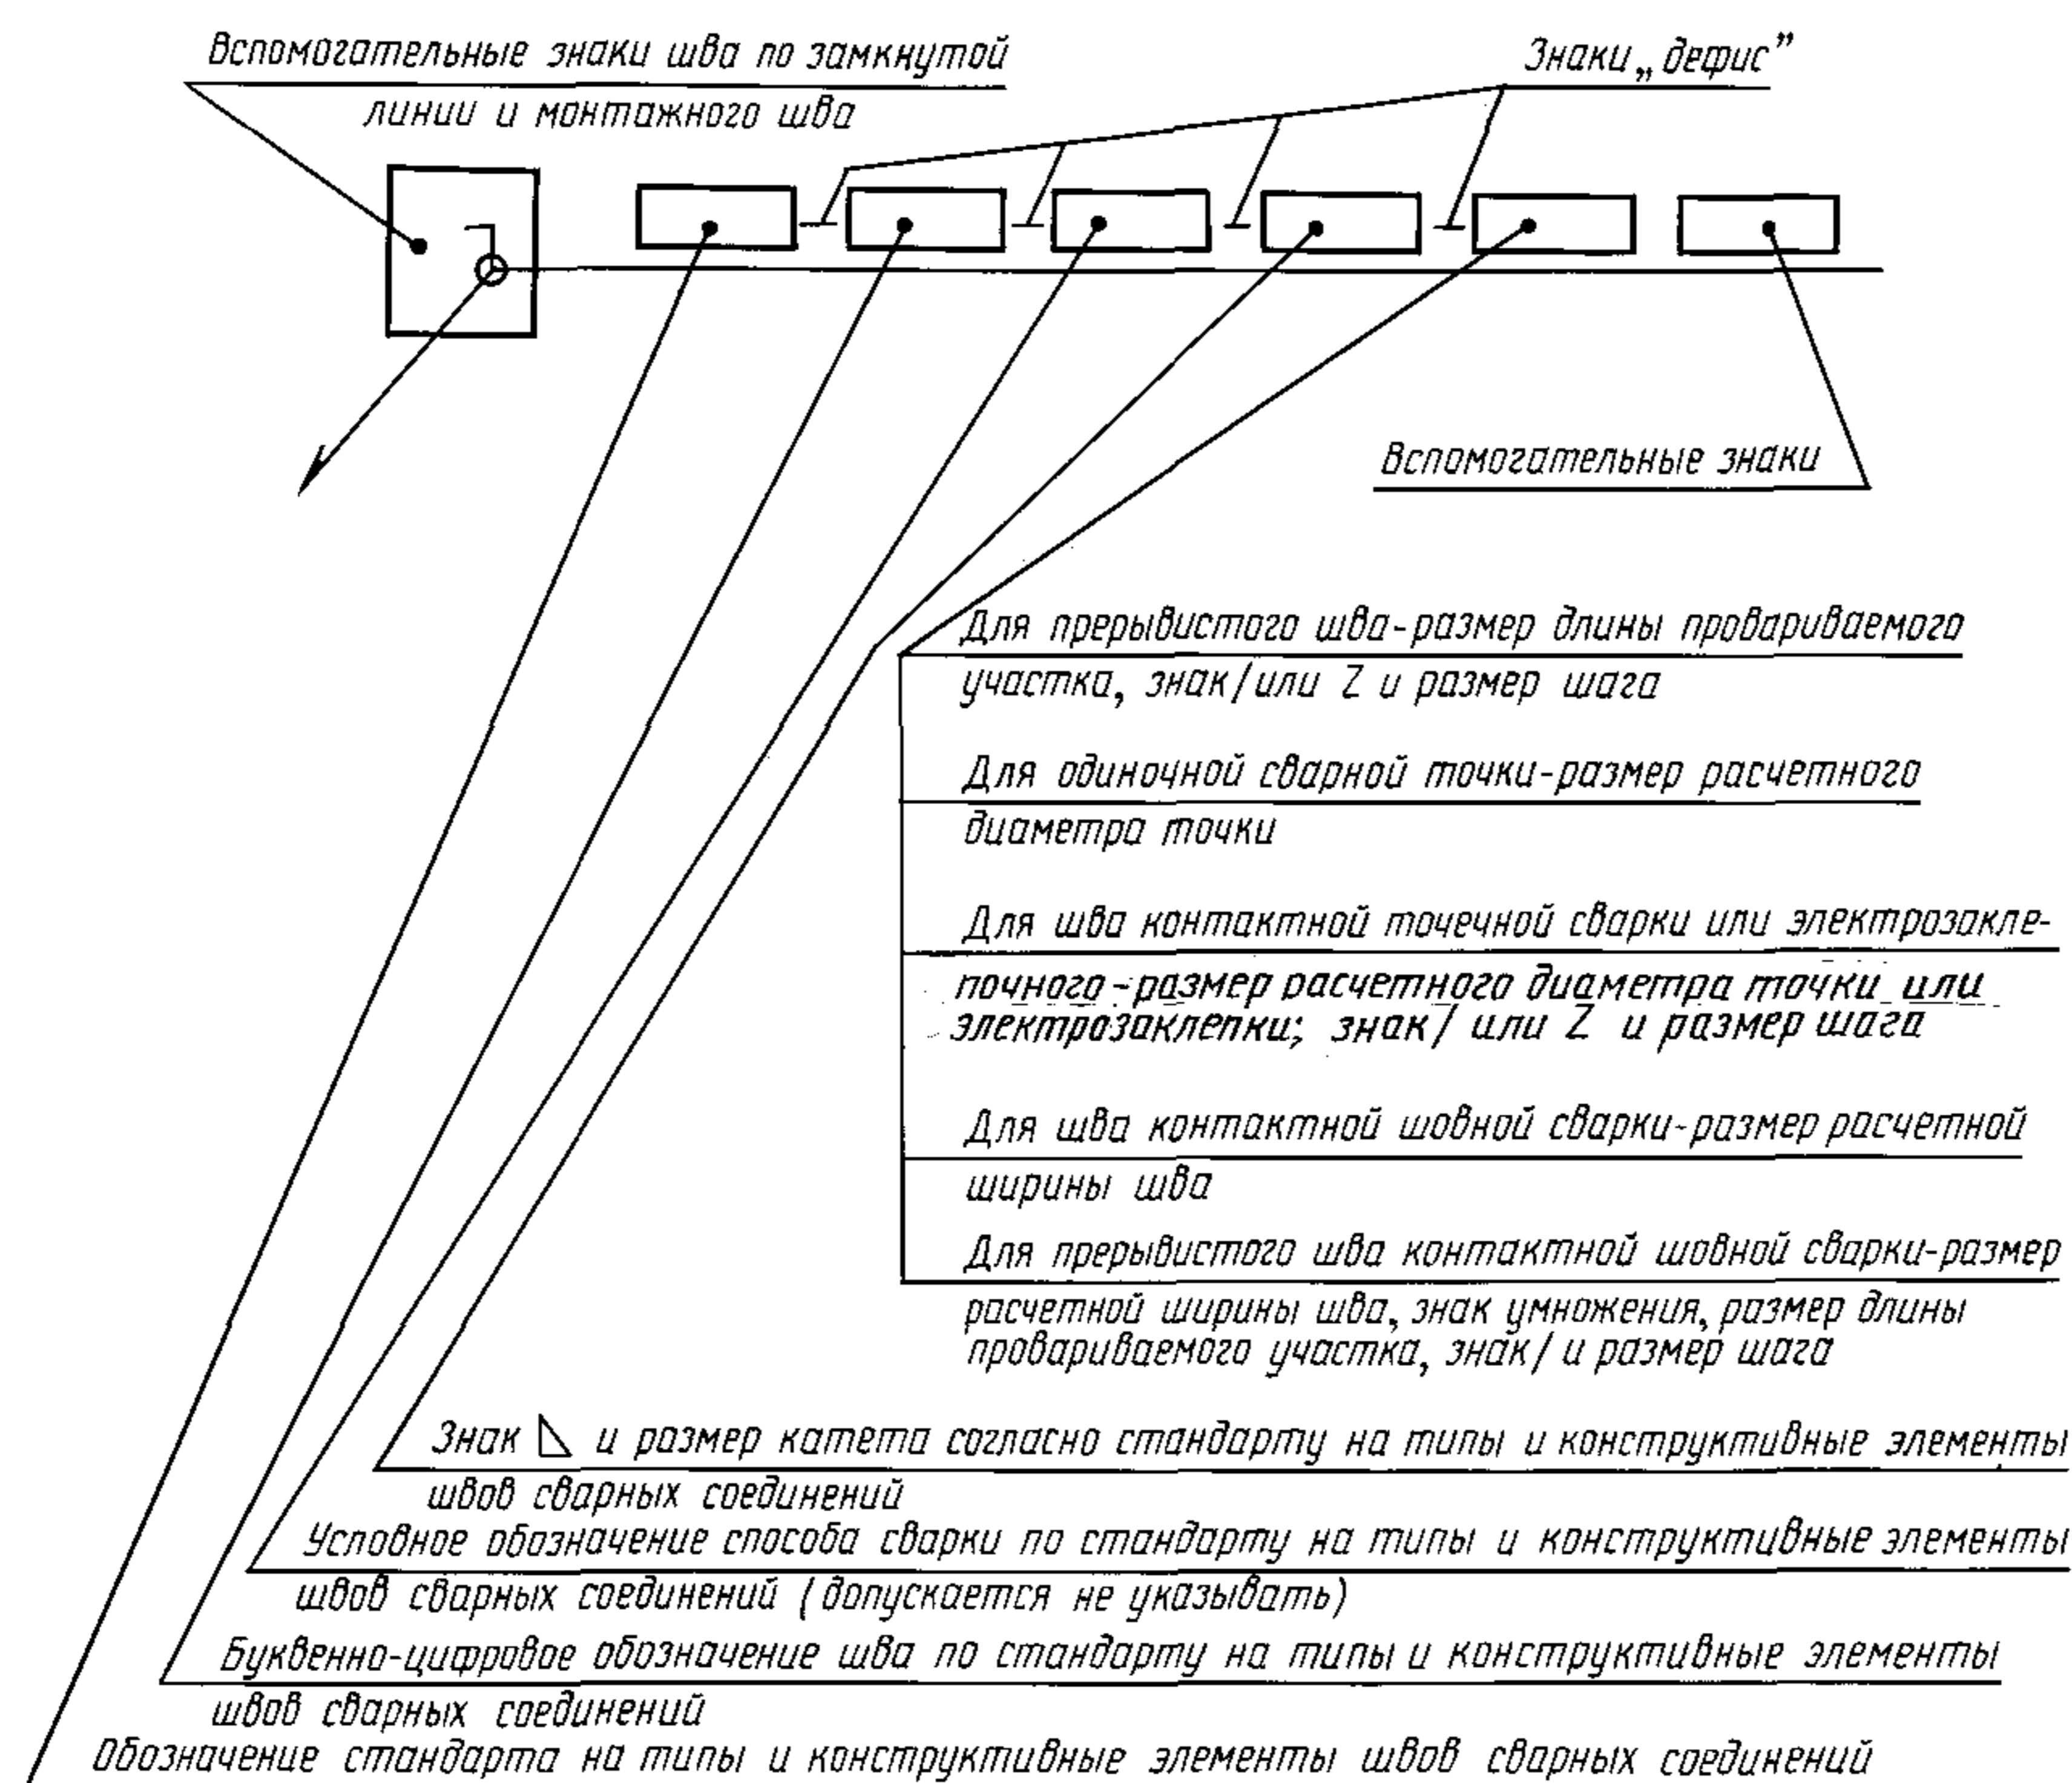 Вспомогательные знаки шва по замкнутой
линии и монтажного шва
Знаки „дефис”
Вспомогательные знаки
Для прерывистого шва-размер длины провариваемого
участка, знак/или Z и размер шага
Для одиночной сварной точки-размер расчетного
диаметра точки
Для шва контактной точечной сварки или электрозакле-
почного-размер расчетного диаметра точки или
электрозаклепки; знак/ или Z и размер шага
Для шва контактной шовной сварки-размер расчетной
ширины шва
Для прерывистого шва контактной шовной сварки-размер
расчетной ширины шва, знак умножения, размер длины
провариваемого участка, знак/ и размер шага
Знак ◺ и размер катета согласно стандарту на типы и конструктивные элементы
швов сварных соединений
Условное обозначение способа сварки по стандарту на типы и конструктивные элементы
швов сварных соединений (допускается не указывать)
Буквенно-цифровое обозначение шва по стандарту на типы и конструктивные элементы
швов сварных соединений
Обозначение стандарта на типы и конструктивные элементы швов сварных соединений